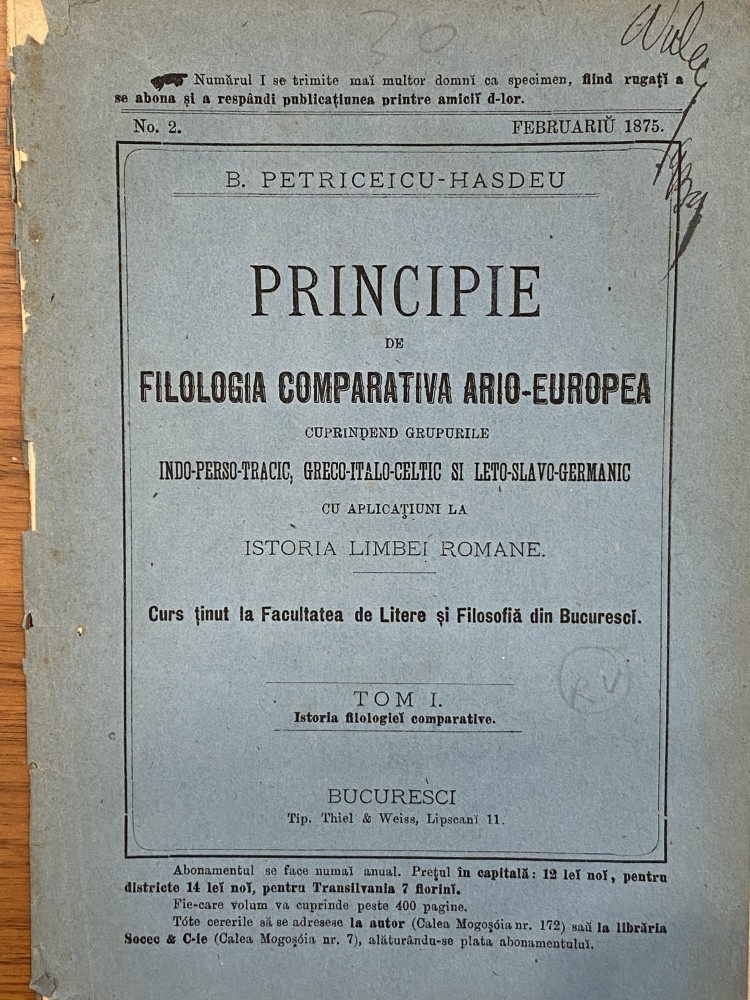 Numărul I se trimite maĭ multor domnĭ ca specimen, fiind rugațĭ a
se abona și a respândi publicațiunea printre amiciĭ d-lor.
No. 2.
FEBRUARIŬ 1875.
B. PETRICEICU-HASDEU
PRINCIPIE
DE
FILOLOGIA COMPARATIVA ARIO-EUROPEA
CUPRINDEND GRUPURILE
INDO-PERSO-TRACIC, GRECO-ITALO-CELTIC SI LETO-SLAVO-GERMANIC
CU APLICAȚIUNI LA
ISTORIA LIMBEĬ ROMANE.
Curs ținut la Facultatea de Litere și Filosofiă din Bucurescĭ.
TOM I.
Istoria filologieĭ comparative.
BUCURESCI
Tip. Thiel & Weiss, Lipscanĭ 11.
Abonamentul se face numaĭ anual. Prețul în capitală: 12 leĭ noĭ, pentru
districte 14 leĭ noĭ, pentru Transilvania 7 florinĭ.
Fie-care volum va cuprinde peste 400 pagine.
Tóte cererile să se adresese la autor (Calea Mogoșóia nr. 172) saŭ la librăria
Socec & C-ie (Calea Mogoșóia nr. 7), alăturându-se plata abonamentuluĭ.